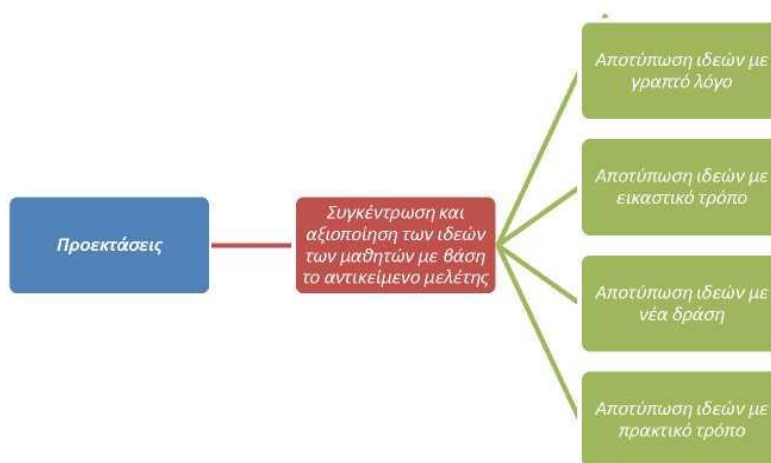 Προεκτάσεις
Συγκέντρωση και
αξιοποίηση των ιδεών
των μαθητών με βάση
το αντικείμενο μελέτης
Αποτύπωση ιδεών με
γραπτό λόγο
Αποτύπωση ιδεών με
εικαστικό τρόπο
Αποτύπωση ιδεών με
νέα δράση
Αποτύπωση ιδεών με
πρακτικό τρόπο